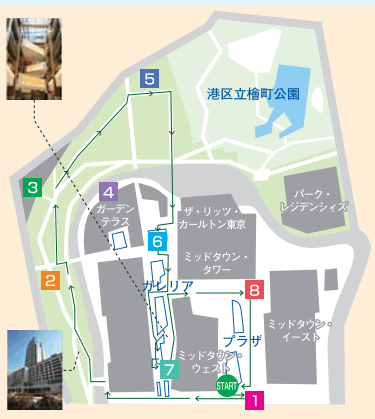 5
港区立檜町公園
3
4
ガーデン
テラス
ザ・リッツ・
カールトン東京
パーク・
レジデンシィズ
6
ミッドタウン・
タワー
2
ガレリア
8
プラザ
ミッドタウン・
イースト
7
ミッドタウン・
ウェスト
START
1